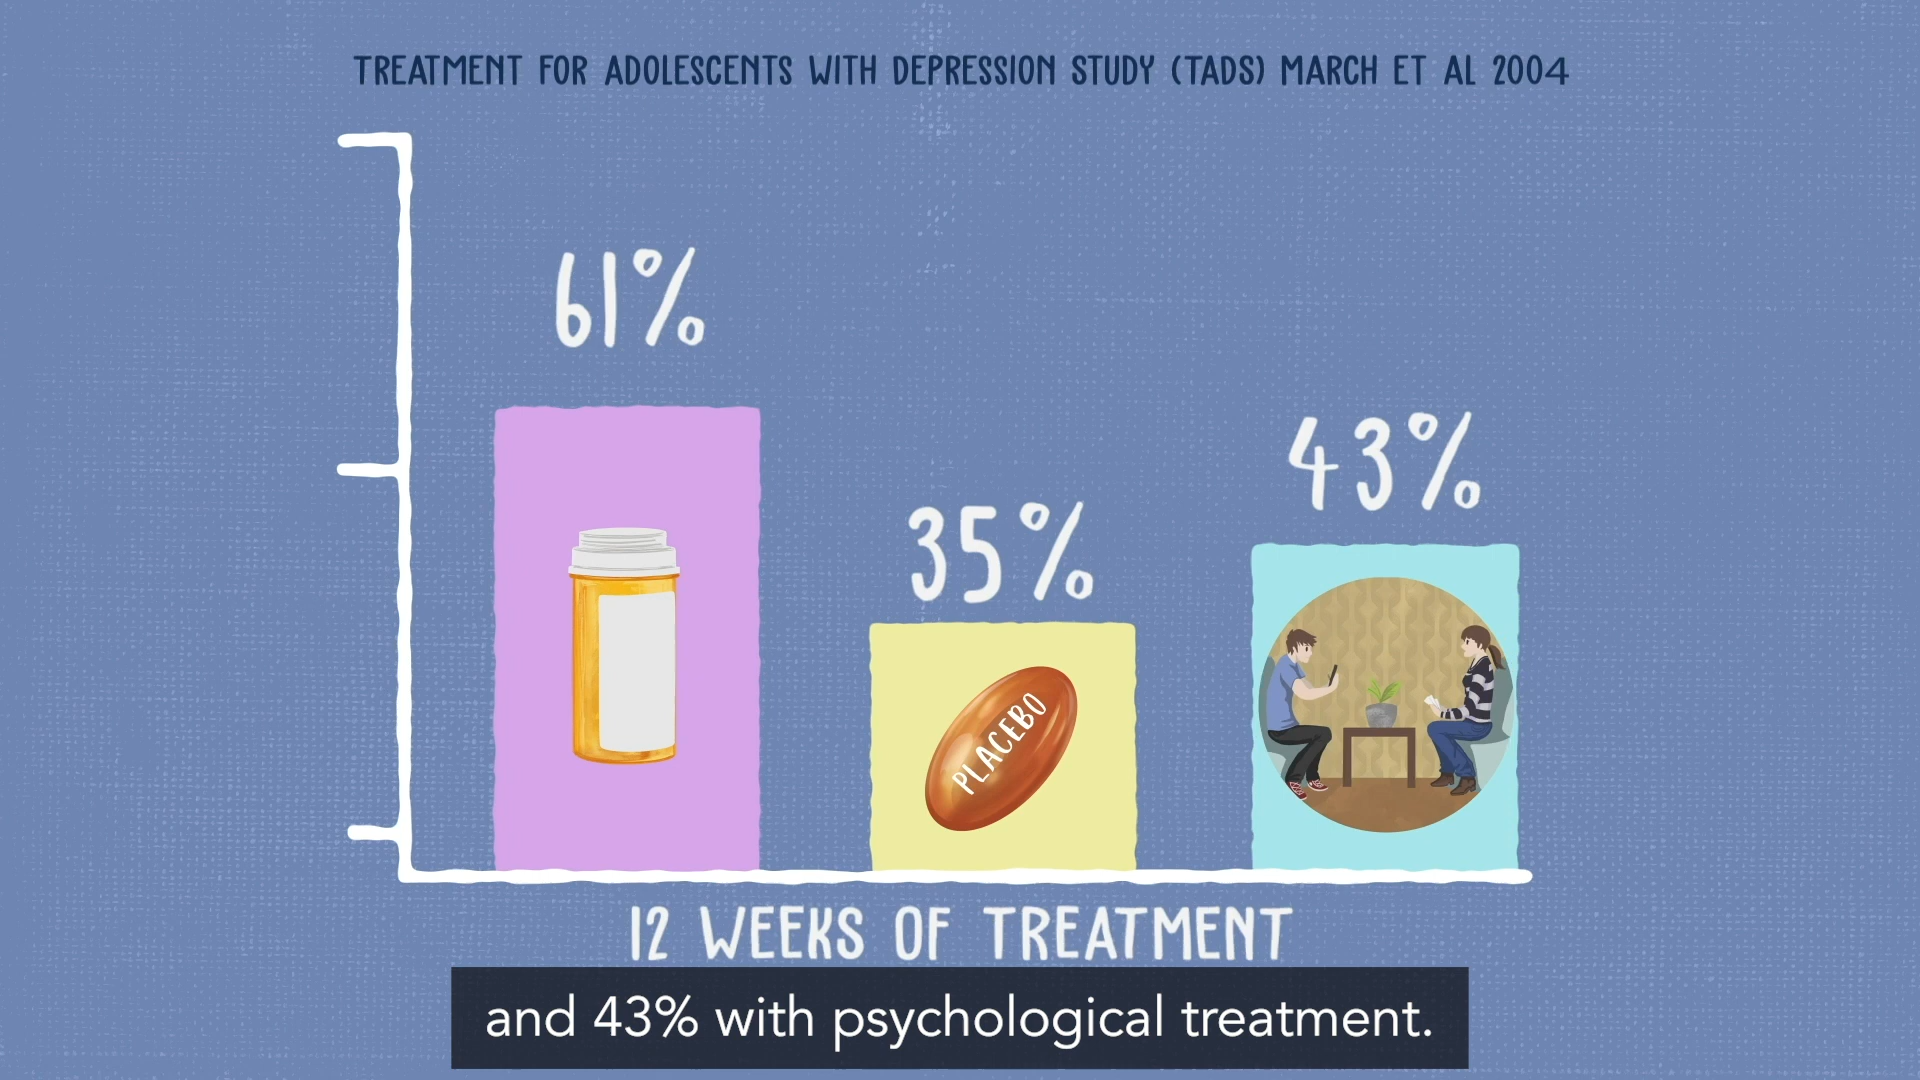 TREATMENT FOR ADOLESCENTS WITH DEPRESSION STUDY (TADS) MARCH ET AL 2004
61%
35%
43%
PLACEBO
12 WEEKS OF TREATMENT
and 43% with psychological treatment.